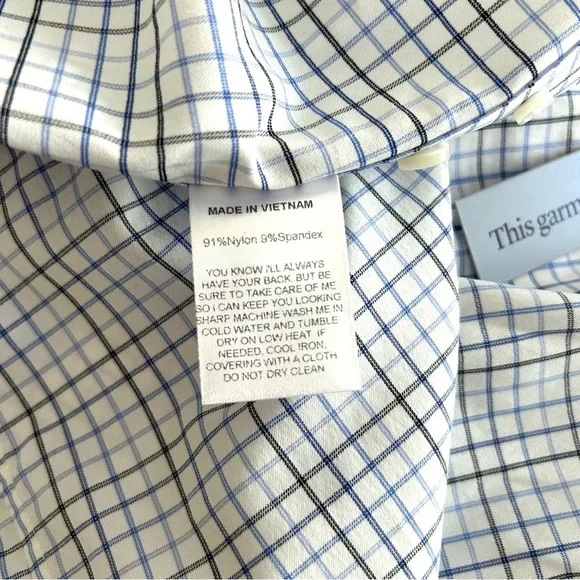 MADE IN VIETNAM
91%Nylon 9%Spandex
YOU KNOW I'LL ALWAYS
HAVE YOUR BACK. BUT BE
SURE TO TAKE CARE OF ME
SO I CAN KEEP YOU LOOKING
SHARP MACHINE WASH ME IN
COLD WATER AND TUMBLE
DRY ON LOW HEAT. IF
NEEDED, COOL IRON,
COVERING WITH A CLOTH
DO NOT DRY CLEAN
This garm